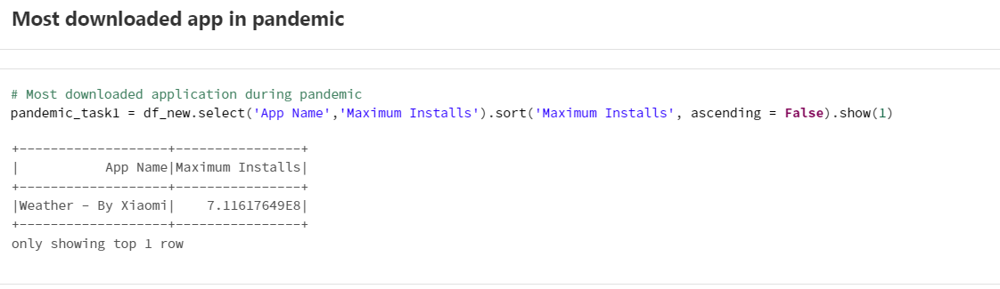 Most downloaded app in pandemic
# Most downloaded application during pandemic
pandemic_task1 = df_new.select('App Name','Maximum Installs').sort('Maximum Installs', ascending = False).show(1)
+-------------------+----------------+
|           App Name|Maximum Installs|
+-------------------+----------------+
|Weather – By Xiaomi|    7.11617649E8|
+-------------------+----------------+
only showing top 1 row